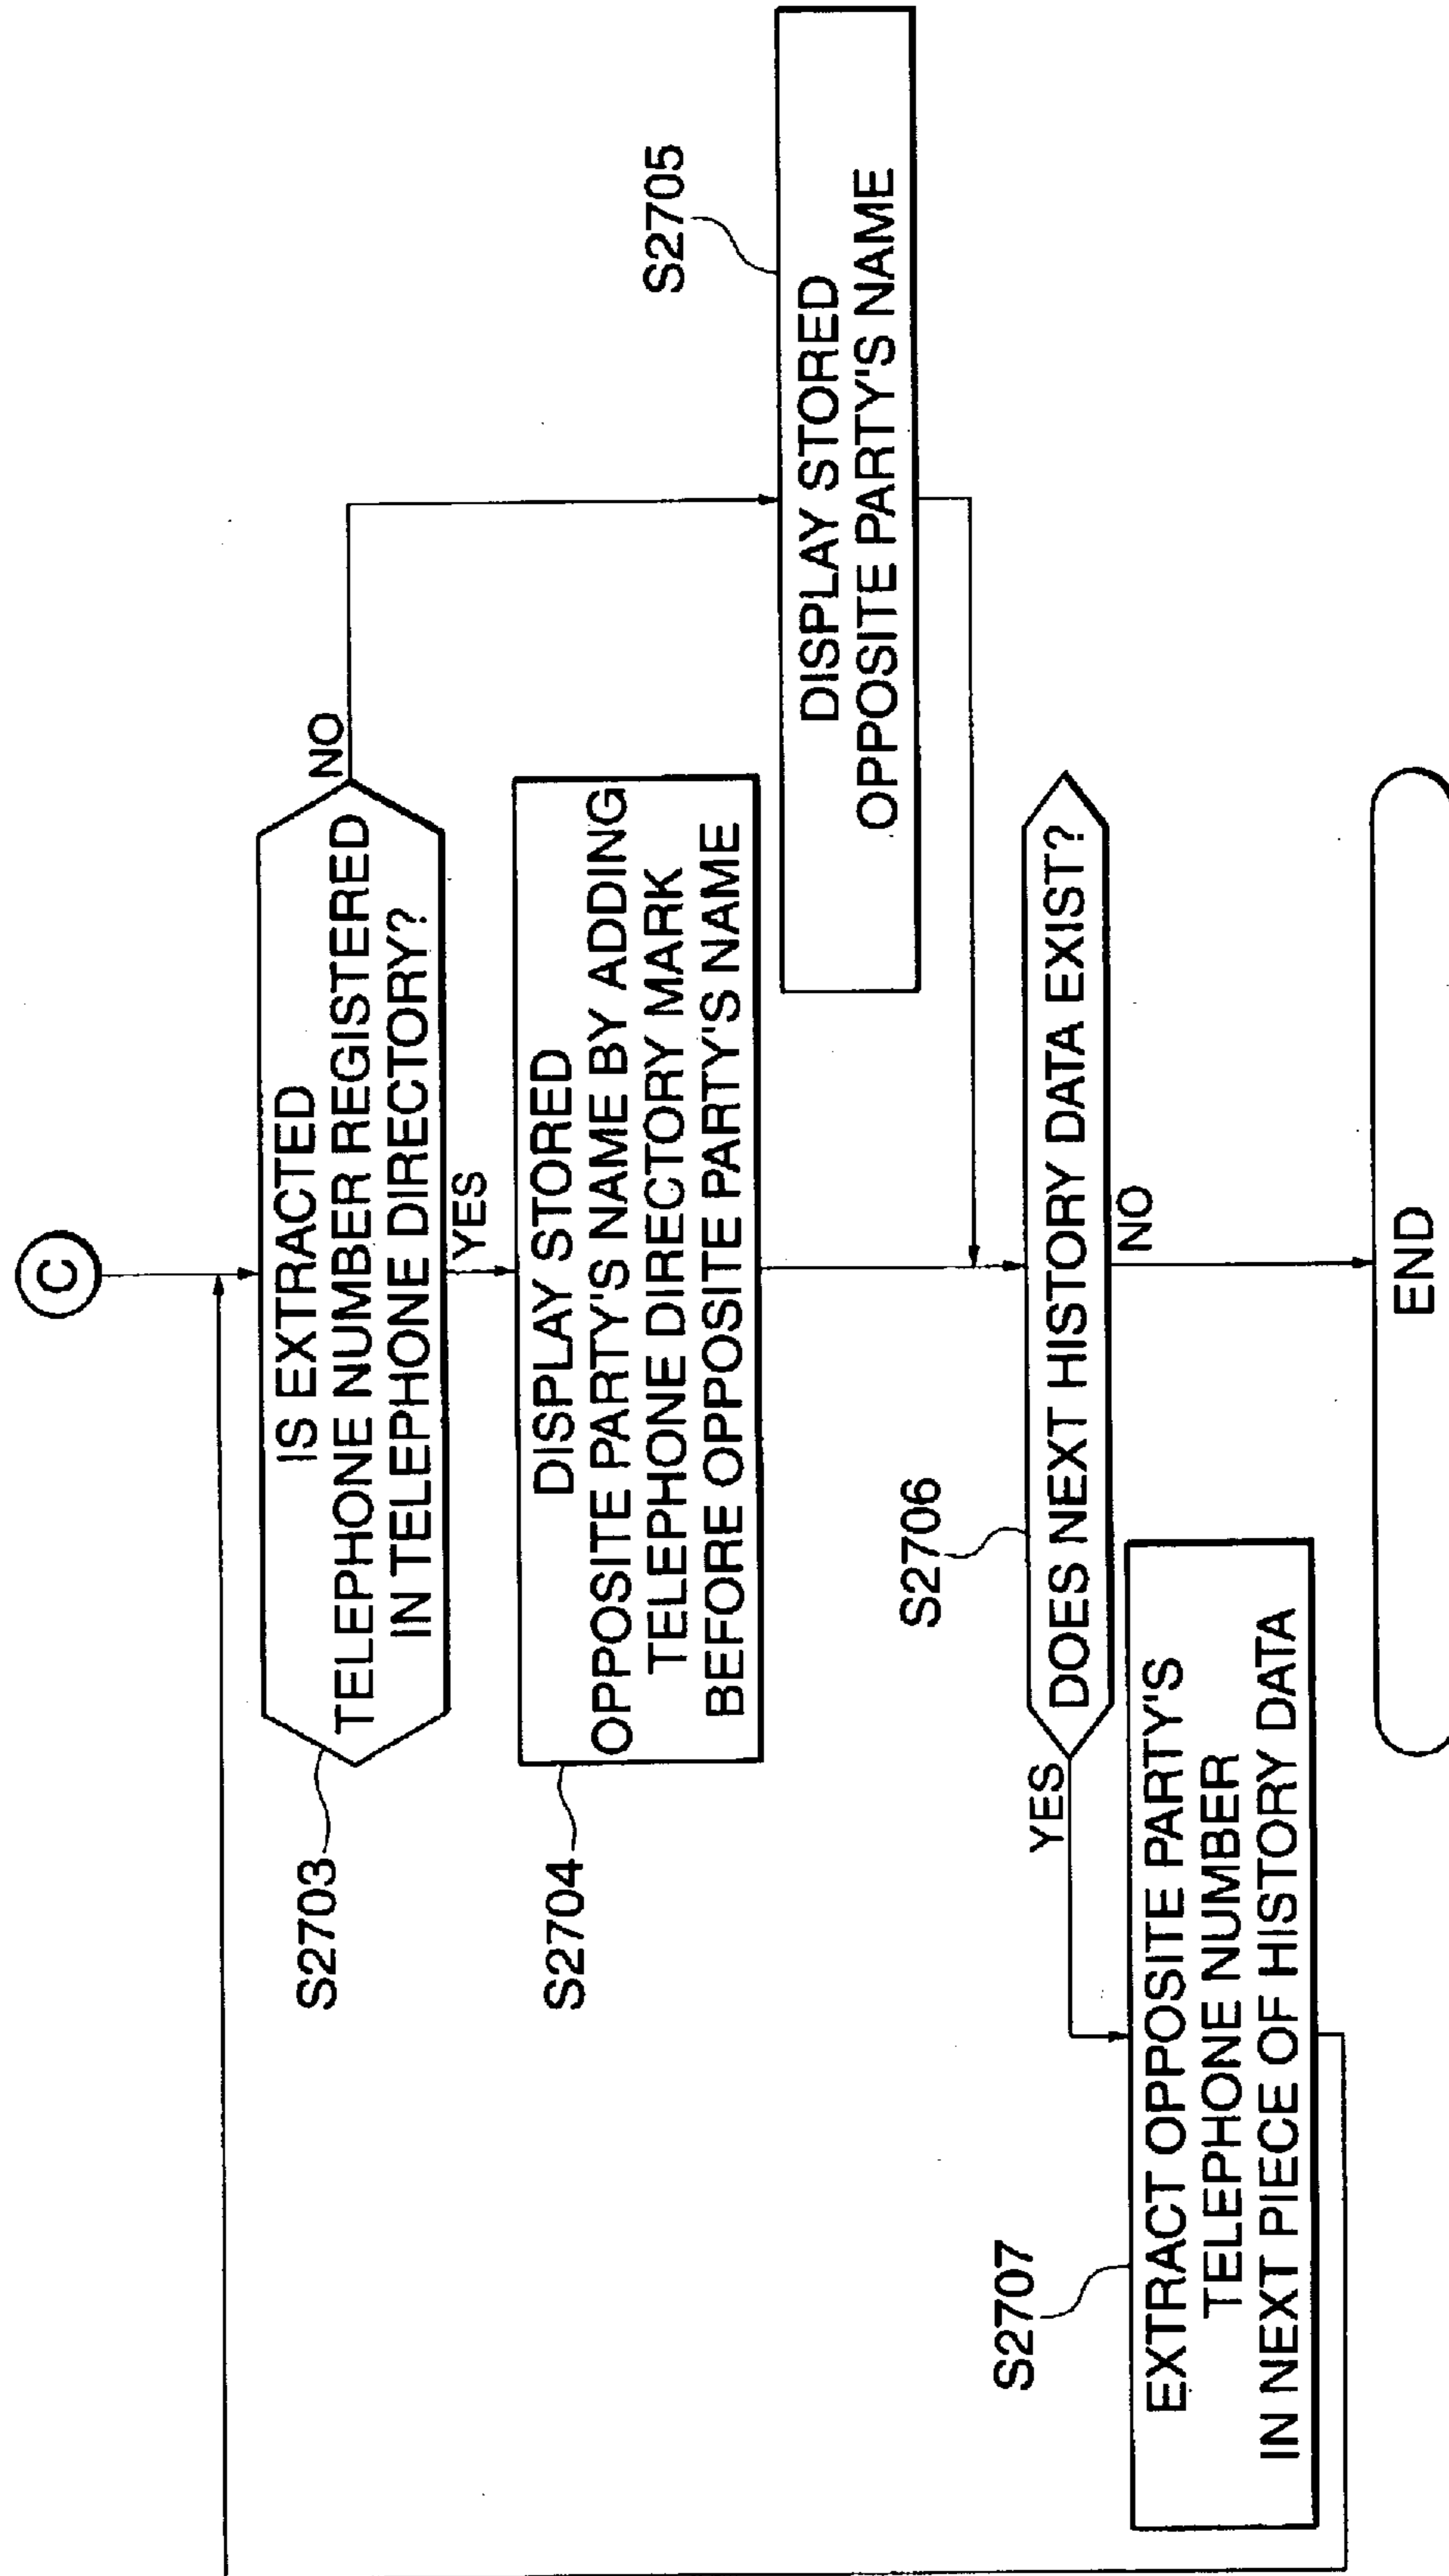 C
IS EXTRACTED
TELEPHONE NUMBER REGISTERED
IN TELEPHONE DIRECTORY?
S2703
NO
YES
DISPLAY STORED
OPPOSITE PARTY'S NAME BY ADDING
TELEPHONE DIRECTORY MARK
BEFORE OPPOSITE PARTY'S NAME
S2704
S2705
DISPLAY STORED
OPPOSITE PARTY'S NAME
S2706
DOES NEXT HISTORY DATA EXIST?
YES
NO
S2707
EXTRACT OPPOSITE PARTY'S
TELEPHONE NUMBER
IN NEXT PIECE OF HISTORY DATA
END